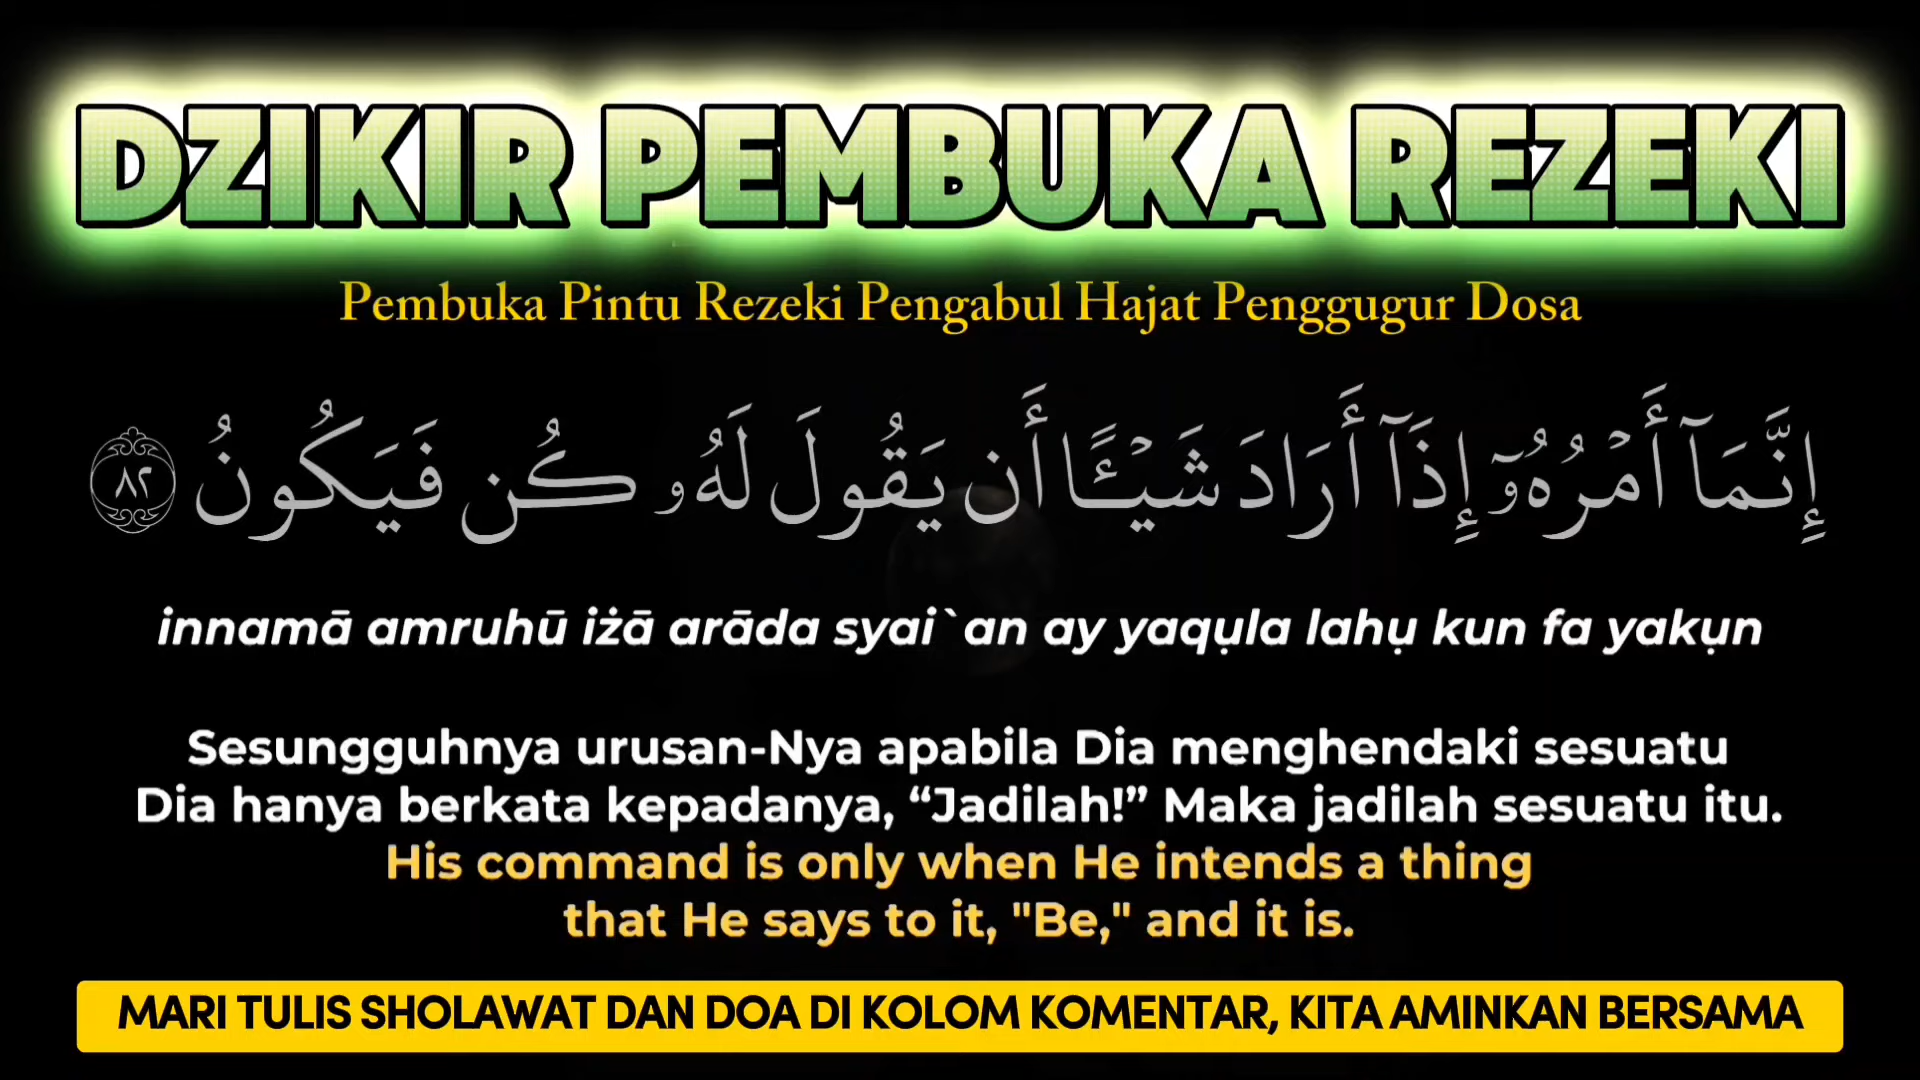 DZIKIR PEMBUKA REZEKI
Pembuka Pintu Rezeki Pengabul Hajat Penggugur Dosa
إِنَّمَآ أَمْرُهُۥٓ إِذَآ أَرَادَ شَيْـًٔا أَن يَقُولَ لَهُۥ كُن فَيَكُونُ ٨٢
innamā amruhū iżā arāda syai`an ay yaqụla lahụ kun fa yakụn
Sesungguhnya urusan-Nya apabila Dia menghendaki sesuatu
Dia hanya berkata kepadanya, “Jadilah!” Maka jadilah sesuatu itu.
His command is only when He intends a thing
that He says to it, "Be," and it is.
MARI TULIS SHOLAWAT DAN DOA DI KOLOM KOMENTAR, KITA AMINKAN BERSAMA